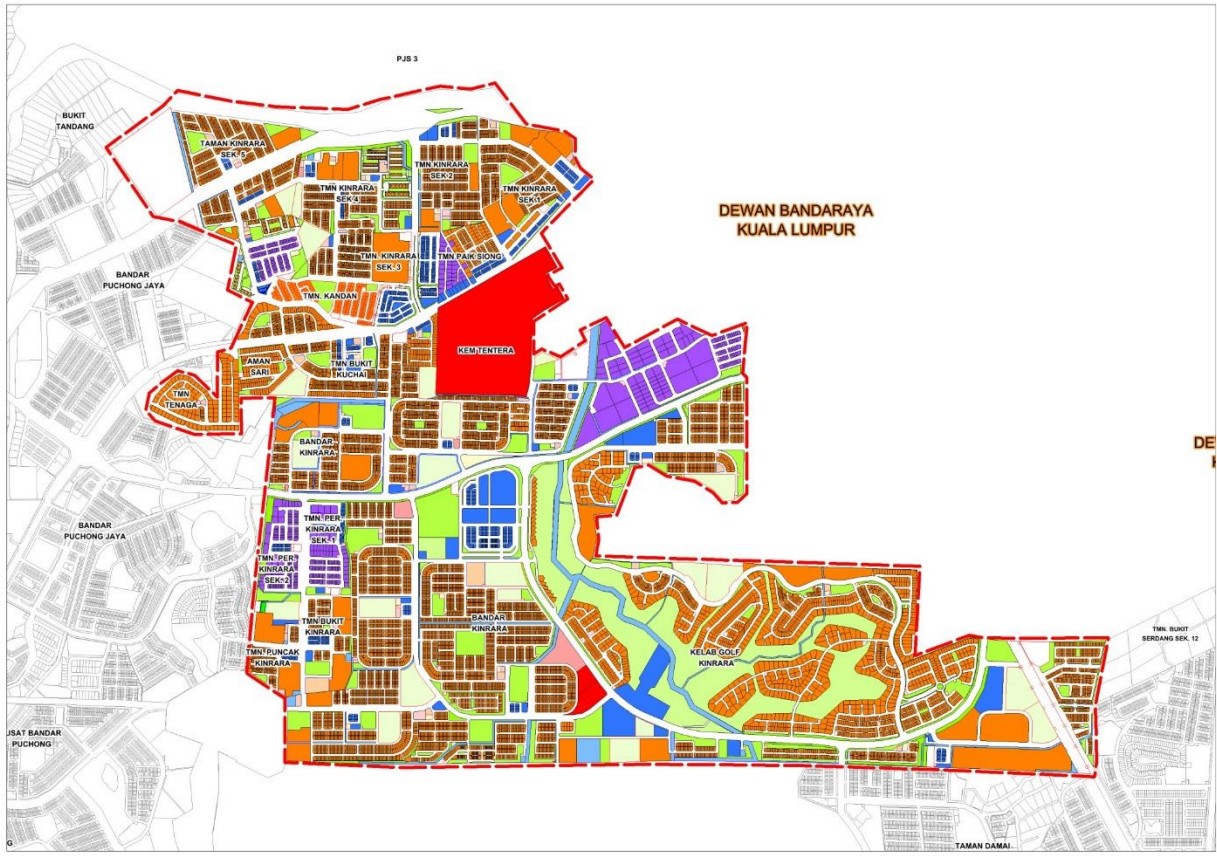 PJS 3
BUKIT
TANDANG
TAMAN KINRARA
SEK. 5
TMN KINRARA
SEK 2
TMN KINRARA
SEK 4
TMN KINRARA
SEK 1
DEWAN BANDARAYA
KUALA LUMPUR
TMN. KINRARA
SEK. 3
TMN PAIK SIONG
BANDAR
PUCHONG JAYA
TMN. KANDAN
KEM TENTERA
AMAN
SARI
TMN BUKIT
KUCHAI
TMN
TENAGA
BANDAR
KINRARA
DE
TMN. PER.
KINRARA
SEK. 1
BANDAR
PUCHONG JAYA
TMN. PER.
KINRARA
SEK. 2
TMN BUKIT
KINRARA
BANDAR
KINRARA
TMN. PUNCAK
KINRARA
KELAB GOLF
KINRARA
TMN. BUKIT
SERDANG SEK. 12
USAT BANDAR
PUCHONG
G
TAMAN DAMAI